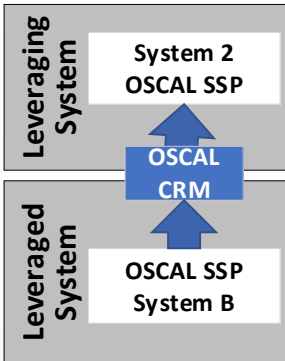 Leveraging
System
System 2
OSCAL SSP
OSCAL
CRM
Leveraged
System
OSCAL SSP
System B